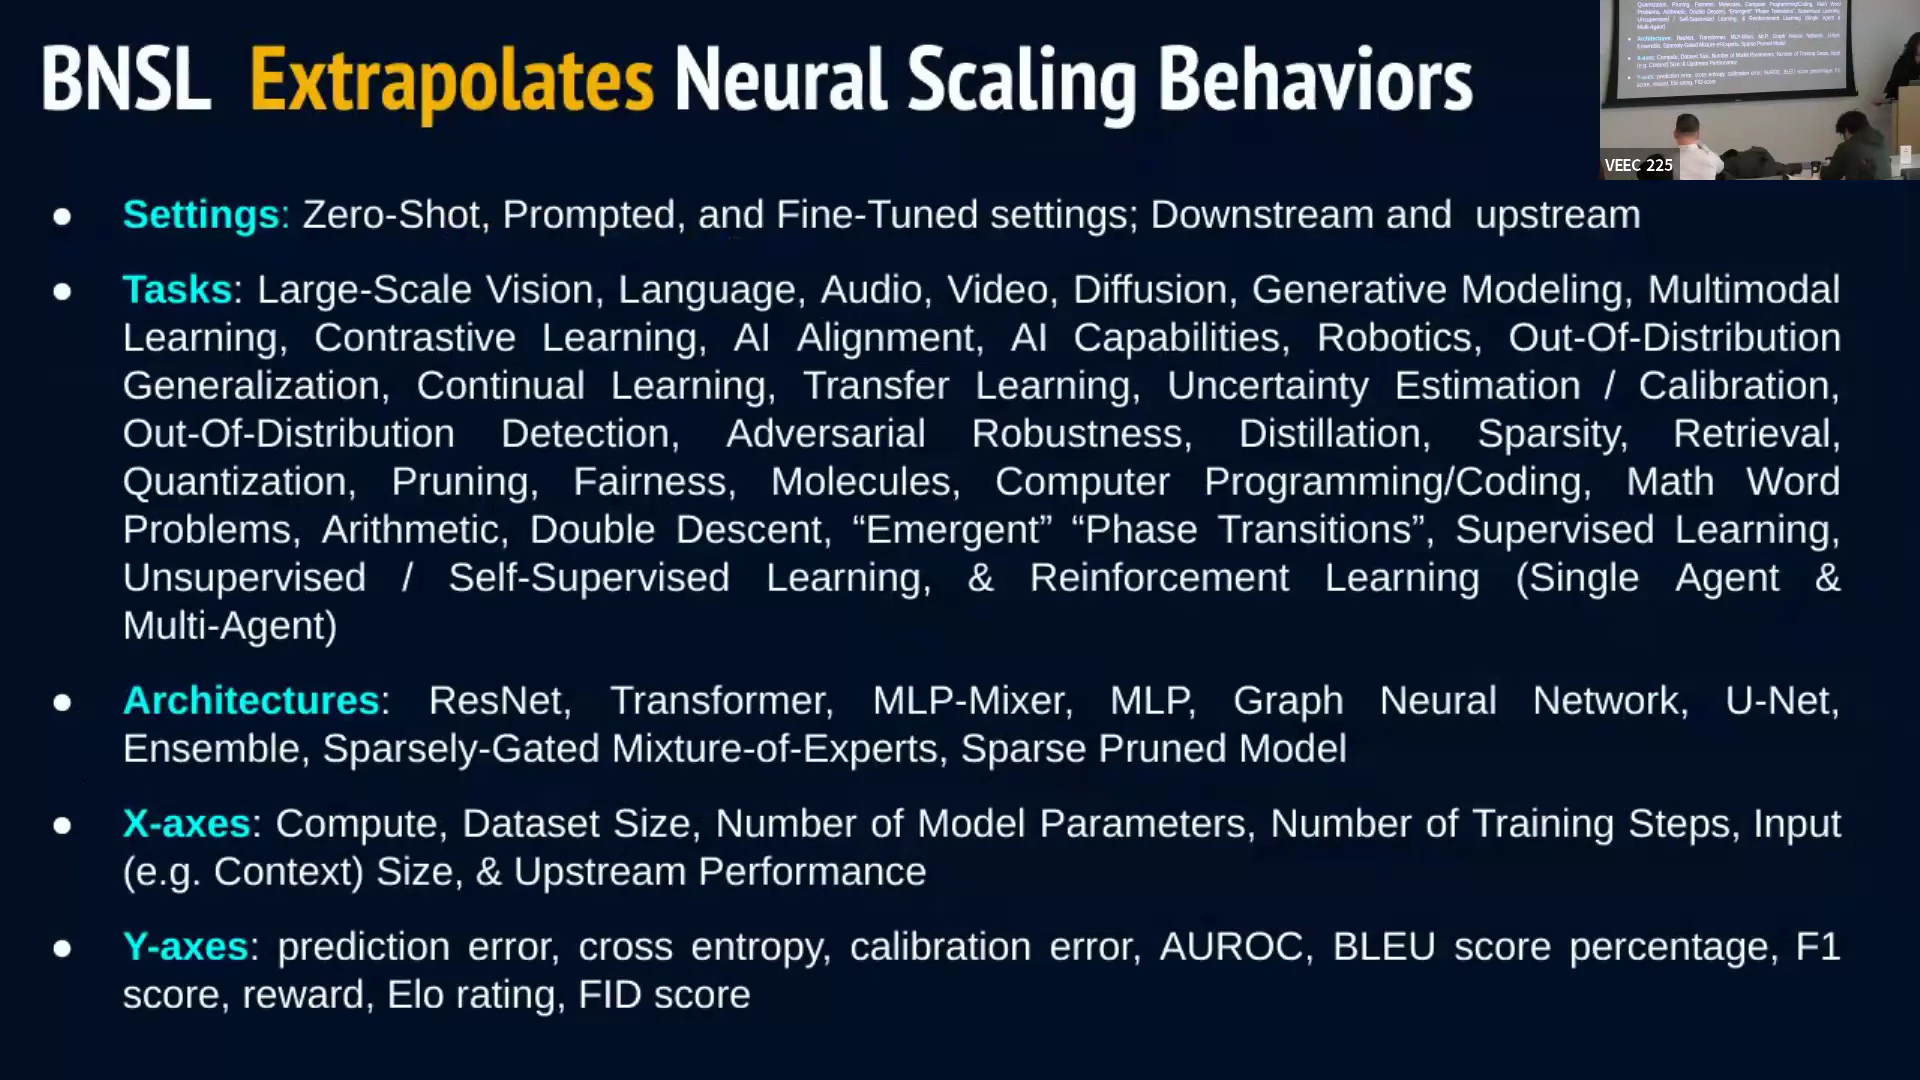 BNSL Extrapolates Neural Scaling Behaviors
● Settings: Zero-Shot, Prompted, and Fine-Tuned settings; Downstream and upstream
● Tasks: Large-Scale Vision, Language, Audio, Video, Diffusion, Generative Modeling, Multimodal
Learning, Contrastive Learning, AI Alignment, AI Capabilities, Robotics, Out-Of-Distribution
Generalization, Continual Learning, Transfer Learning, Uncertainty Estimation / Calibration,
Out-Of-Distribution Detection, Adversarial Robustness, Distillation, Sparsity, Retrieval,
Quantization, Pruning, Fairness, Molecules, Computer Programming/Coding, Math Word
Problems, Arithmetic, Double Descent, “Emergent” “Phase Transitions”, Supervised Learning,
Unsupervised / Self-Supervised Learning, & Reinforcement Learning (Single Agent &
Multi-Agent)
● Architectures: ResNet, Transformer, MLP-Mixer, MLP, Graph Neural Network, U-Net,
Ensemble, Sparsely-Gated Mixture-of-Experts, Sparse Pruned Model
● X-axes: Compute, Dataset Size, Number of Model Parameters, Number of Training Steps, Input
(e.g. Context) Size, & Upstream Performance
● Y-axes: prediction error, cross entropy, calibration error, AUROC, BLEU score percentage, F1
score, reward, Elo rating, FID score
VEEC 225